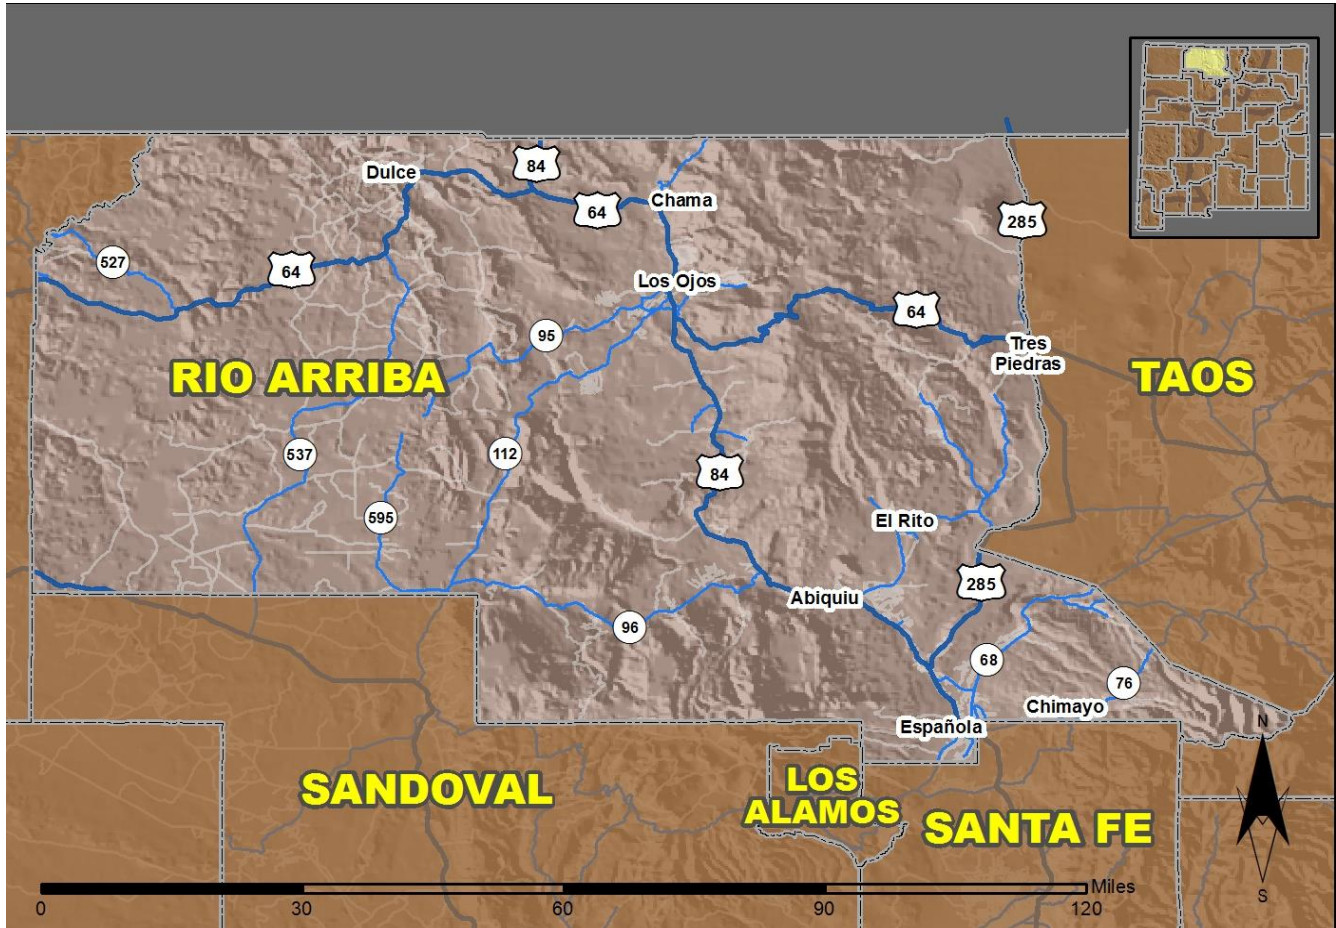 Dulce
84
Chama
64
285
527
64
Los Ojos
95
64
Tres
Piedras
RIO ARRIBA
TAOS
537
112
84
595
El Rito
285
Abiquiu
96
68
76
Chimayo
Española
N
SANDOVAL
LOS
ALAMOS
SANTA FE
S
Miles
0
30
60
90
120